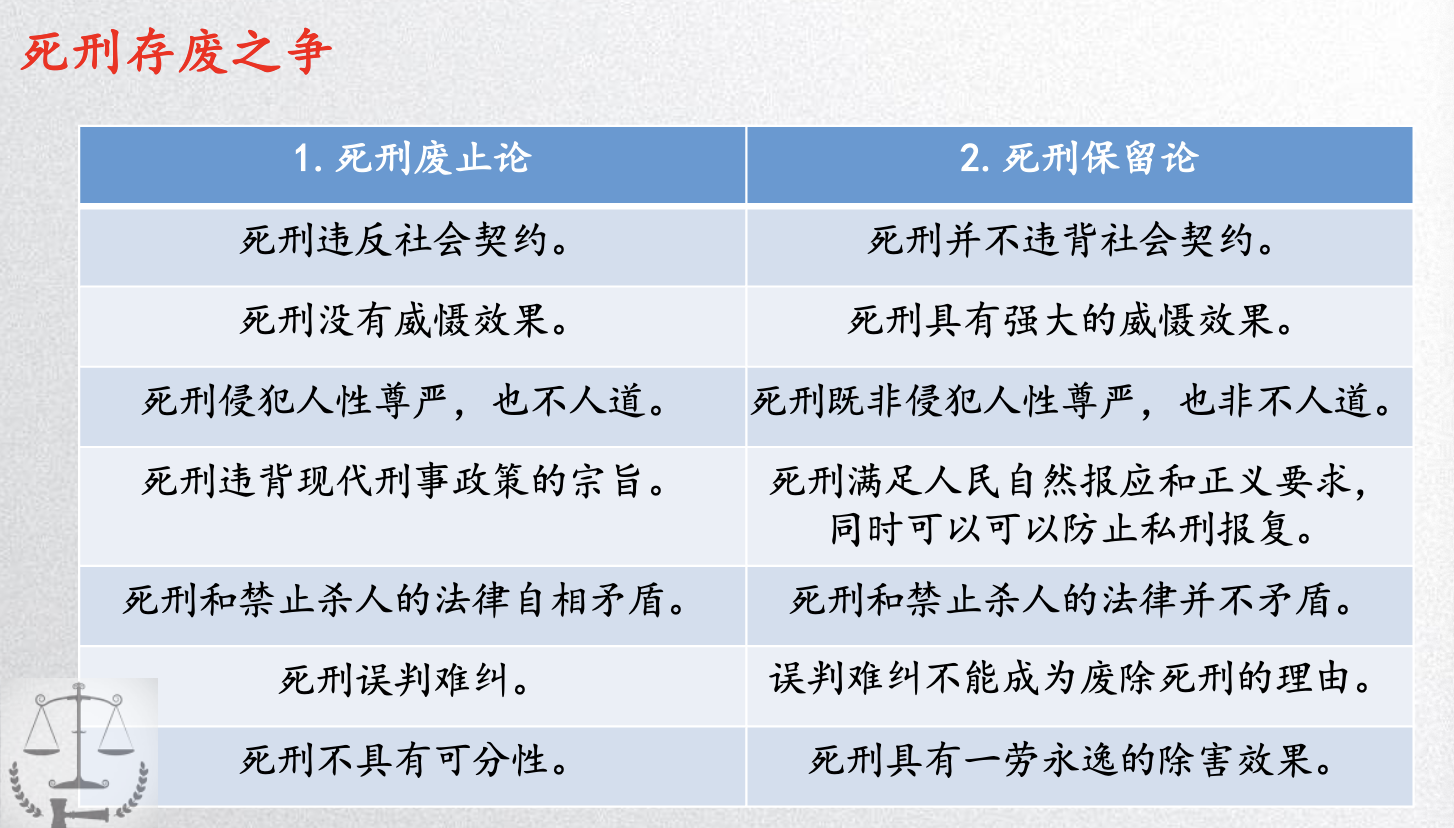 死刑存废之争
1.死刑废止论
2.死刑保留论
死刑违反社会契约。
死刑并不违背社会契约。
死刑没有威慑效果。
死刑具有强大的威慑效果。
死刑侵犯人性尊严，也不人道。
死刑既非侵犯人性尊严，也非不人道。
死刑违背现代刑事政策的宗旨。
死刑满足人民自然报应和正义要求，
同时可以可以防止私刑报复。
死刑和禁止杀人的法律自相矛盾。
死刑和禁止杀人的法律并不矛盾。
死刑误判难纠。
误判难纠不能成为废除死刑的理由。
死刑不具有可分性。
死刑具有一劳永逸的除害效果。